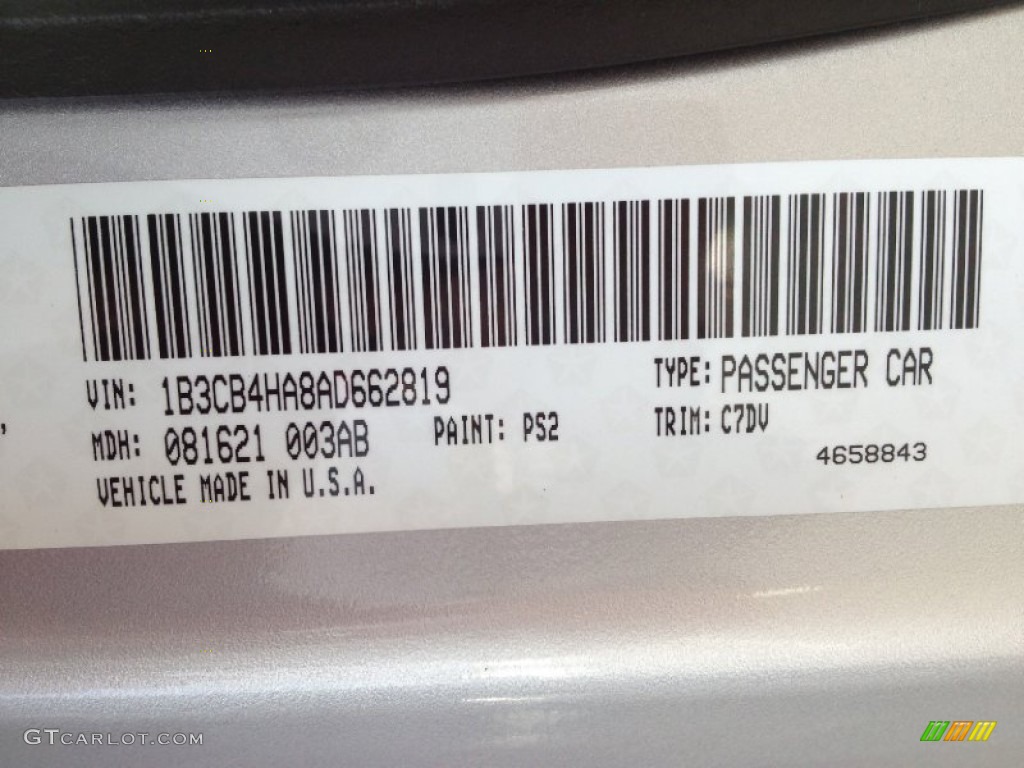 VIN: 1B3CB4HA8AD662819
TYPE: PASSENGER CAR
MDH: 081621 003AB
PAINT: PS2
TRIM: C7DV
4658843
VEHICLE MADE IN U.S.A.
GTCARLOT.COM